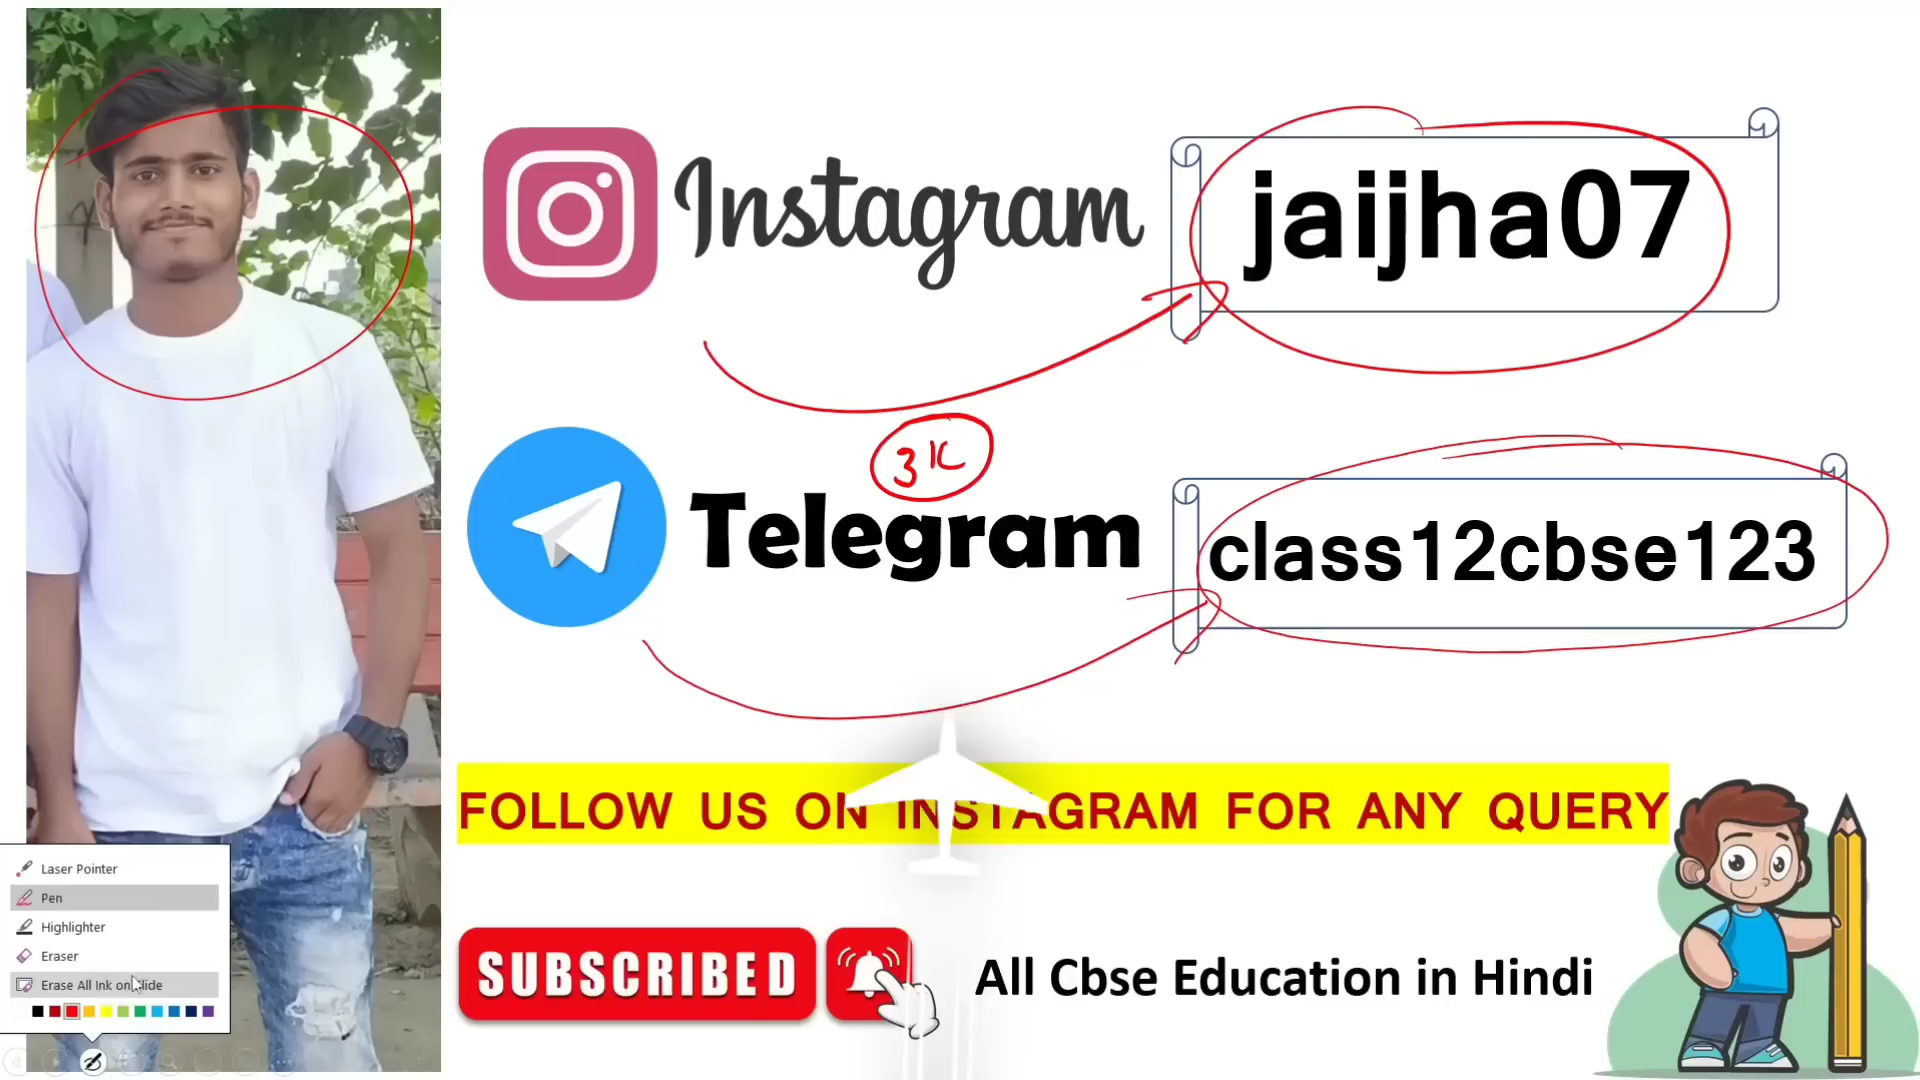 Instagram
jaijha07
3K
Telegram
class12cbse123
FOLLOW US ON INSTAGRAM FOR ANY QUERY
SUBSCRIBED
All Cbse Education in Hindi
Laser Pointer
Pen
Highlighter
Eraser
Erase All Ink on Slide